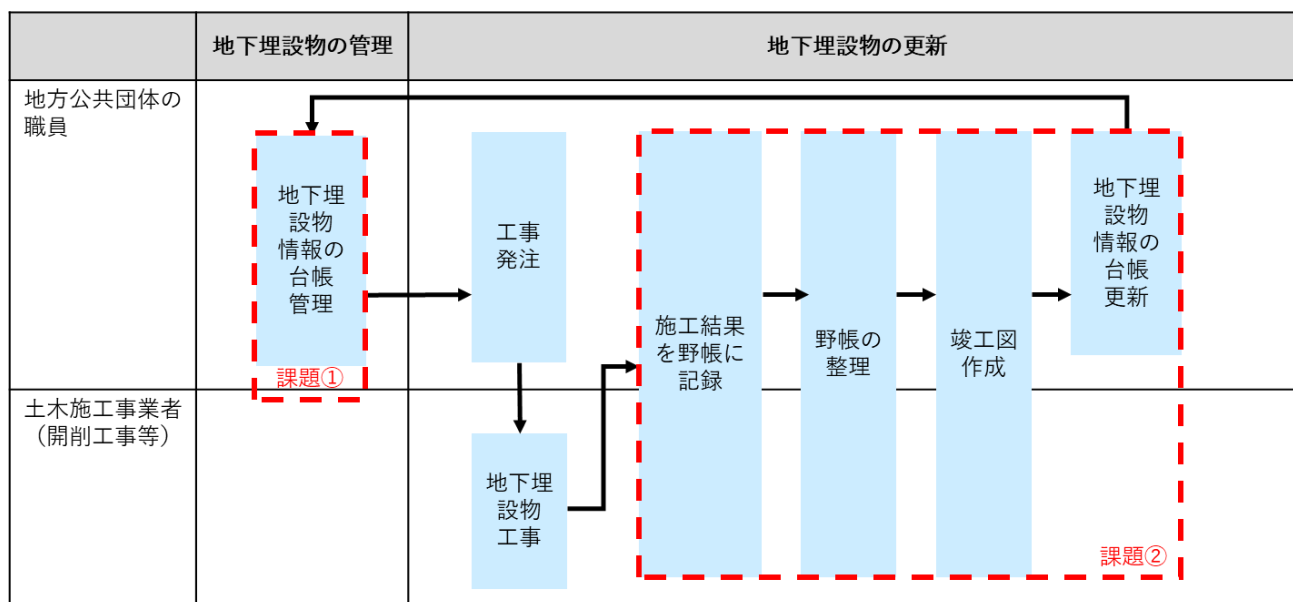 地下埋設物の管理
地下埋設物の更新
地方公共団体の
職員
地下埋
設物
情報の
台帳
管理
課題①
工事
発注
施工結果
を野帳に
記録
野帳の
整理
竣工図
作成
地下埋
設物
情報の
台帳
更新
土木施工事業者
（開削工事等）
地下埋
設物
工事
課題②